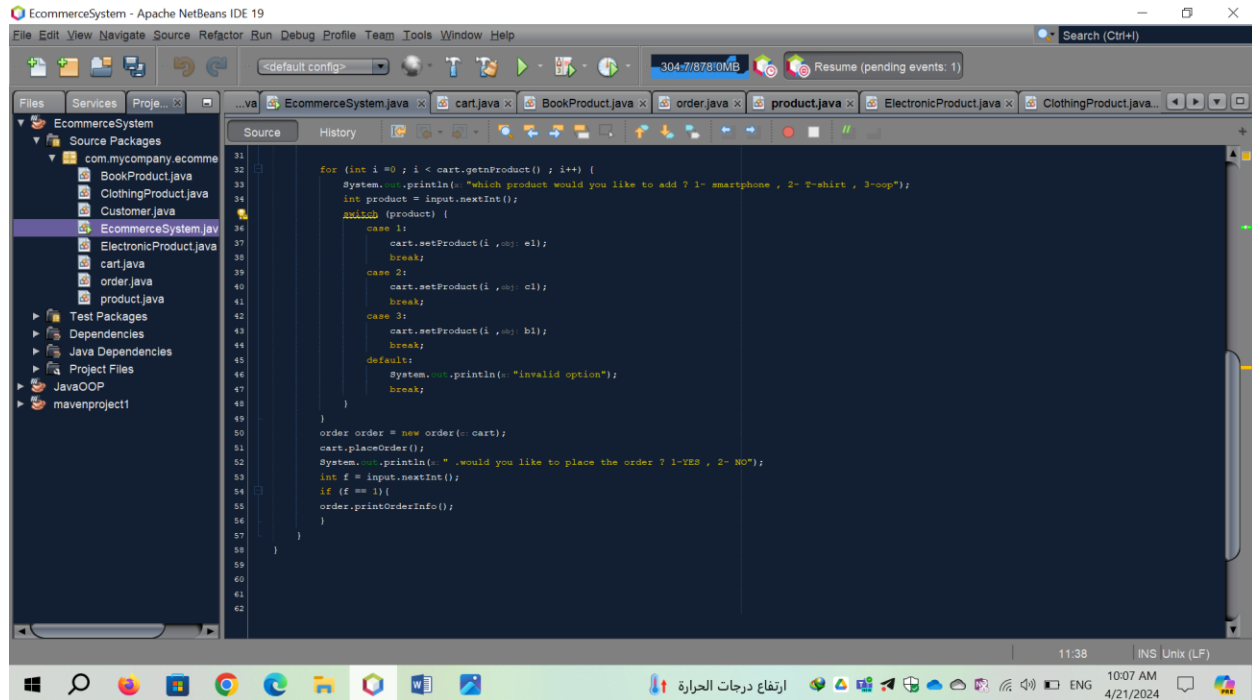 EcommerceSystem - Apache NetBeans IDE 19
File Edit View Navigate Source Refactor Run Debug Profile Team Tools Window Help
Search (Ctrl+I)
<default config>
304.7/878.0MB
Resume (pending events: 1)
Files Services Proje...
...va EcommerceSystem.java cart.java BookProduct.java order.java product.java ElectronicProduct.java ClothingProduct.java...
Source History
EcommerceSystem
Source Packages
com.mycompany.ecomme
BookProduct.java
ClothingProduct.java
Customer.java
EcommerceSystem.jav
ElectronicProduct.java
cart.java
order.java
product.java
Test Packages
Dependencies
Java Dependencies
Project Files
JavaOOP
mavenproject1
31
32 for (int i =0 ; i < cart.getnProduct() ; i++) {
33 System.out.println(x: "which product would you like to add ? 1- smartphone , 2- T-shirt , 3-oop");
34 int product = input.nextInt();
switch (product) {
36 case 1:
37 cart.setProduct(i ,obj: e1);
38 break;
39 case 2:
40 cart.setProduct(i ,obj: c1);
41 break;
42 case 3:
43 cart.setProduct(i ,obj: b1);
44 break;
45 default:
46 System.out.println(x: "invalid option");
47 break;
48 }
49 }
50 order order = new order(c: cart);
51 cart.placeOrder();
52 System.out.println(x: " .would you like to place the order ? 1-YES , 2- NO");
53 int f = input.nextInt();
54 if (f == 1){
55 order.printOrderInfo();
56 }
57 }
58 }
59
60
61
62
11:38 INS Unix (LF)
ارتفاع درجات الحرارة
ENG
10:07 AM
4/21/2024